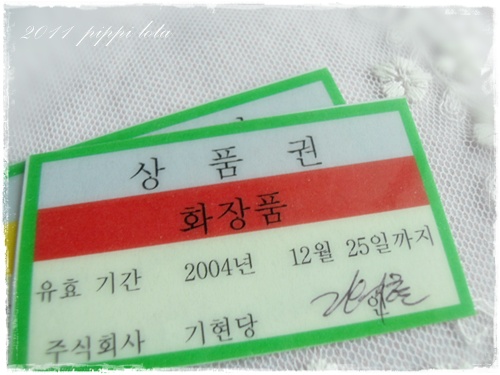 2011 pippi lota
상품권
화장품
유효 기간 2004년 12월 25일까지
주식회사 기현당 인